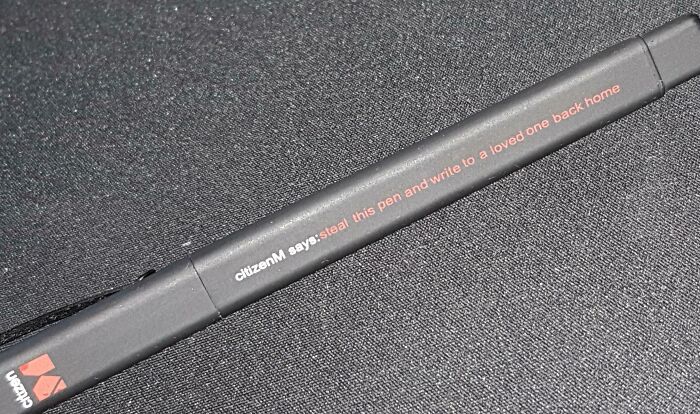 citizenM says:steal this pen and write to a loved one back home
citizen
M